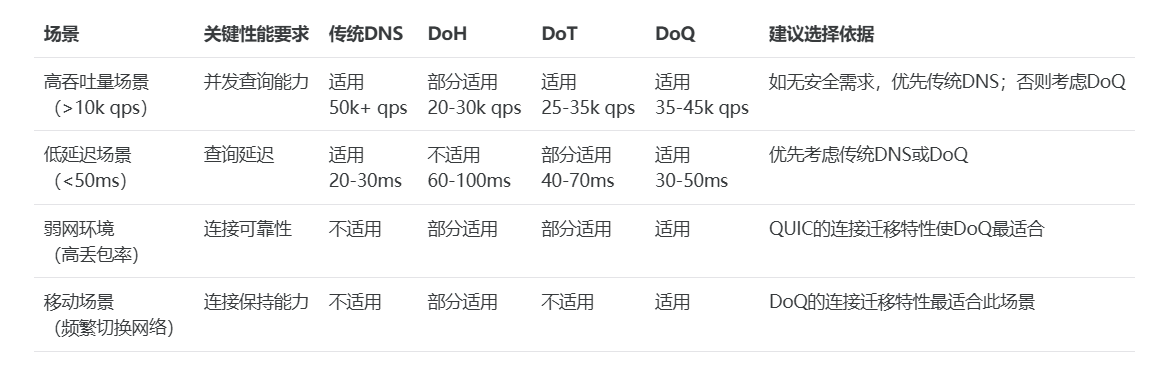 场景 关键性能要求 传统DNS DoH DoT DoQ 建议选择依据
高吞吐量场景 并发查询能力 适用 部分适用 适用 适用 如无安全需求，优先传统DNS；否则考虑DoQ
（>10k qps） 50k+ qps 20-30k qps 25-35k qps 35-45k qps
低延迟场景 查询延迟 适用 不适用 部分适用 适用 优先考虑传统DNS或DoQ
（<50ms） 20-30ms 60-100ms 40-70ms 30-50ms
弱网环境 连接可靠性 不适用 部分适用 部分适用 适用 QUIC的连接迁移特性使DoQ最适合
（高丢包率）
移动场景 连接保持能力 不适用 部分适用 不适用 适用 DoQ的连接迁移特性最适合此场景
（频繁切换网络）